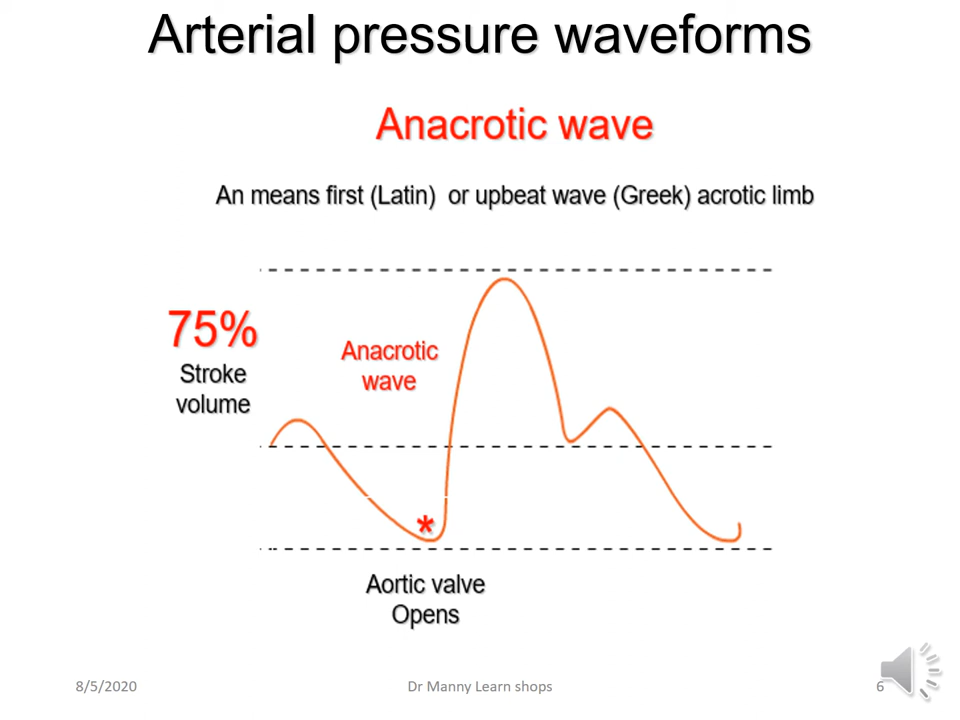 Arterial pressure waveforms
Anacrotic wave
An means first (Latin) or upbeat wave (Greek) acrotic limb
75%
Stroke
volume
Anacrotic
wave
*
Aortic valve
Opens
8/5/2020
Dr Manny Learn shops
6